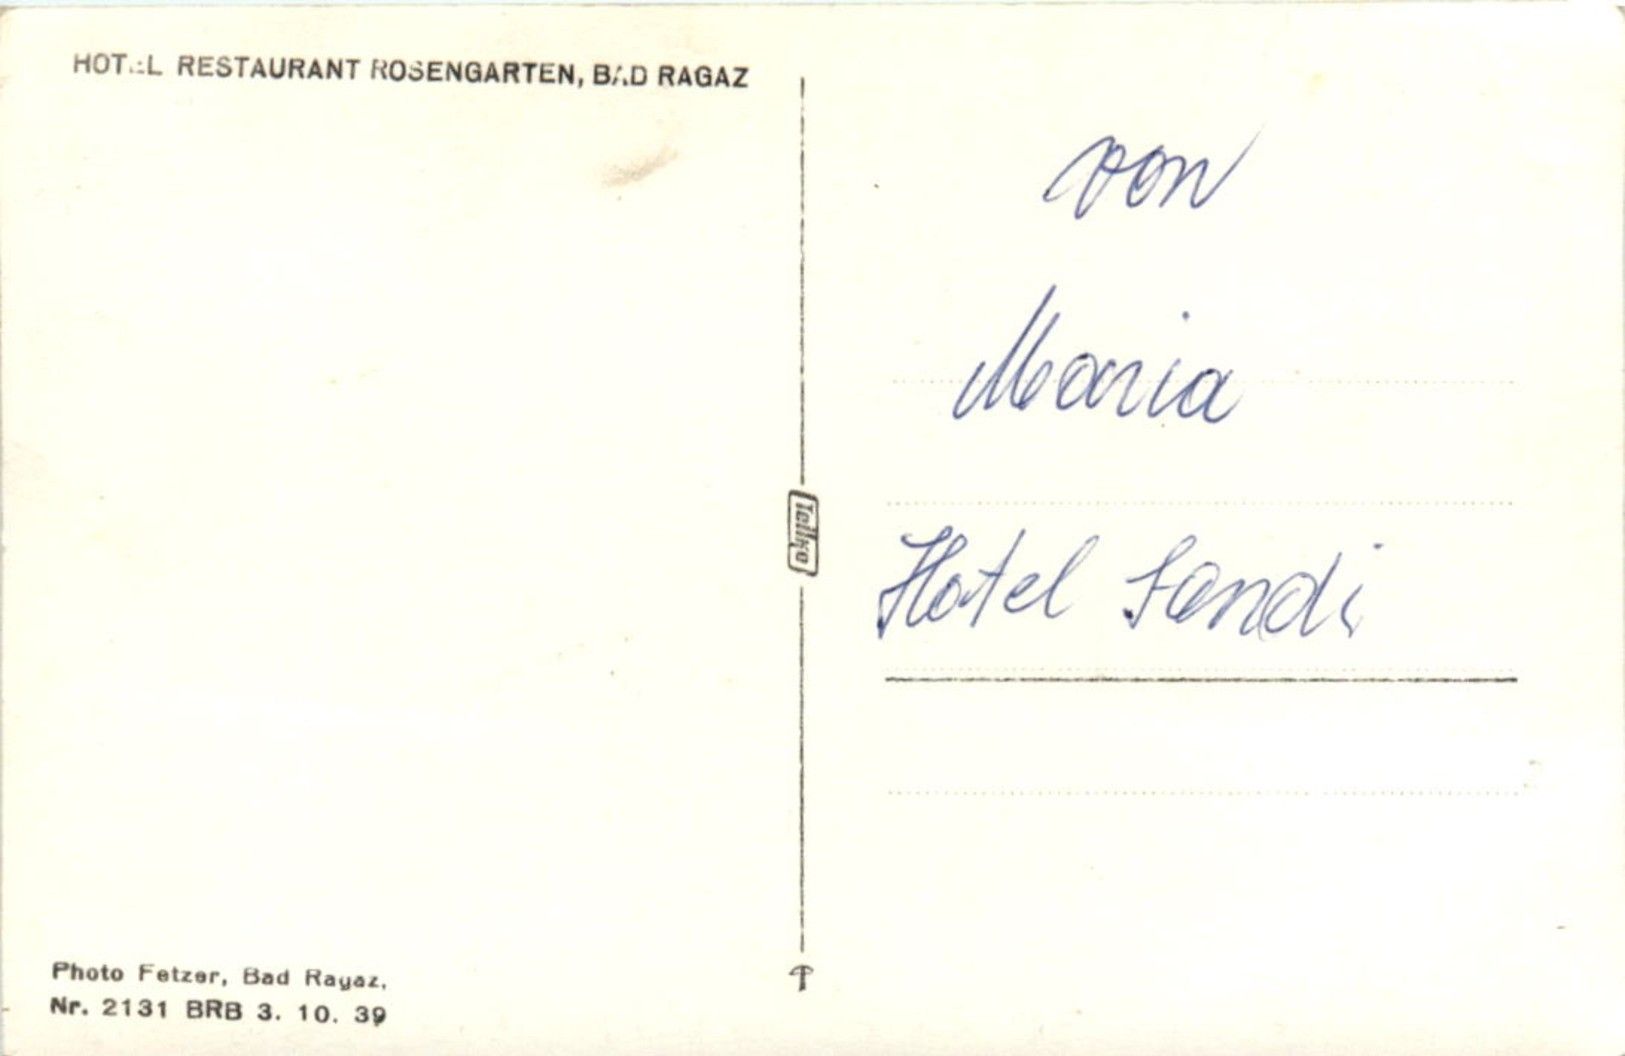 HOTEL RESTAURANT ROSENGARTEN, BAD RAGAZ
von
Maria
Hotel Sandi
Photo Fetzer, Bad Ragaz.
Nr. 2131 BRB 3. 10. 39